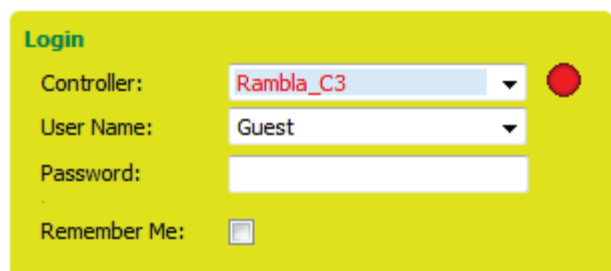 Login
Controller: Rambla_C3
User Name: Guest
Password:
Remember Me: